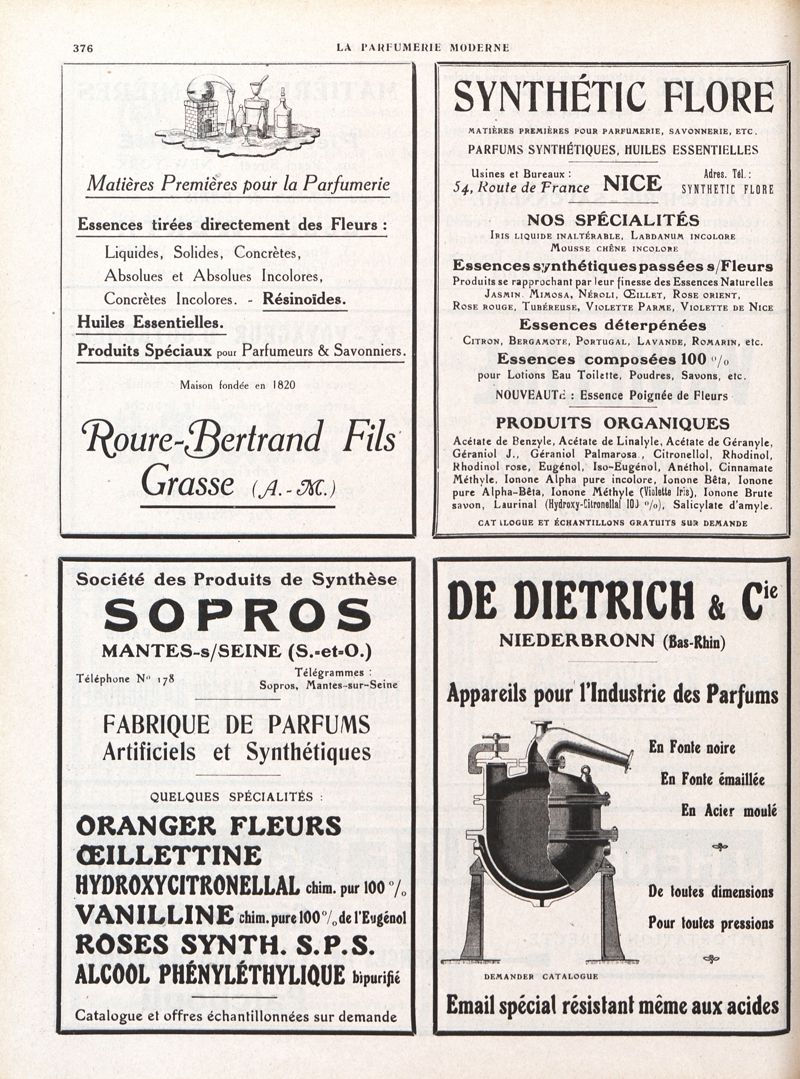 376
LA PARFUMERIE MODERNE
Matières Premières pour la Parfumerie
Essences tirées directement des Fleurs :
Liquides, Solides, Concrètes,
Absolues et Absolues Incolores,
Concrètes Incolores. - Résinoïdes.
Huiles Essentielles.
Produits Spéciaux pour Parfumeurs & Savonniers.
Maison fondée en 1820
Roure-Bertrand Fils
Grasse (A.-M.)
SYNTHÉTIC FLORE
MATIÈRES PREMIÈRES POUR PARFUMERIE, SAVONNERIE, ETC.
PARFUMS SYNTHÉTIQUES, HUILES ESSENTIELLES
Usines et Bureaux :
54, Route de France
NICE
Adres. Tél. :
SYNTHETIC FLORE
NOS SPÉCIALITÉS
IRIS LIQUIDE INALTÉRABLE, LABDANUM INCOLORE
MOUSSE CHÊNE INCOLORE
Essences synthétiques passées s/Fleurs
Produits se rapprochant par leur finesse des Essences Naturelles
JASMIN. MIMOSA, NÉROLI, ŒILLET, ROSE ORIENT,
ROSE ROUGE, TUBÉREUSE, VIOLETTE PARME, VIOLETTE DE NICE
Essences déterpénées
CITRON, BERGAMOTE, PORTUGAL, LAVANDE, ROMARIN, etc.
Essences composées 100 %
pour Lotions Eau Toilette, Poudres, Savons, etc.
NOUVEAUTÉ : Essence Poignée de Fleurs
PRODUITS ORGANIQUES
Acétate de Benzyle, Acétate de Linalyle, Acétate de Géranyle,
Géraniol J., Géraniol Palmarosa, Citronellol, Rhodinol,
Rhodinol rose, Eugénol, Iso-Eugénol, Anéthol, Cinnamate
Méthyle, Ionone Alpha pure incolore, Ionone Bêta, Ionone
pure Alpha-Bêta, Ionone Méthyle (Violette Iris), Ionone Brute
savon, Laurinal (Hydroxy-Citronellal 100 %), Salicylate d'amyle.
CAT LOGUE ET ÉCHANTILLONS GRATUITS SUR DEMANDE
Société des Produits de Synthèse
SOPROS
MANTES-s/SEINE (S.-et-O.)
Téléphone N° 178
Télégrammes :
Sopros, Mantes-sur-Seine
FABRIQUE DE PARFUMS
Artificiels et Synthétiques
QUELQUES SPÉCIALITÉS :
ORANGER FLEURS
ŒILLETTINE
HYDROXYCITRONELLAL chim. pur 100 %
VANILLINE chim. pure 100 % de l'Eugénol
ROSES SYNTH. S.P.S.
ALCOOL PHÉNYLÉTHYLIQUE bipurifié
Catalogue et offres échantillonnées sur demande
DE DIETRICH & Cie
NIEDERBRONN (Bas-Rhin)
Appareils pour l'Industrie des Parfums
En Fonte noire
En Fonte émaillée
En Acier moulé
De toutes dimensions
Pour toutes pressions
DEMANDER CATALOGUE
Email spécial résistant même aux acides